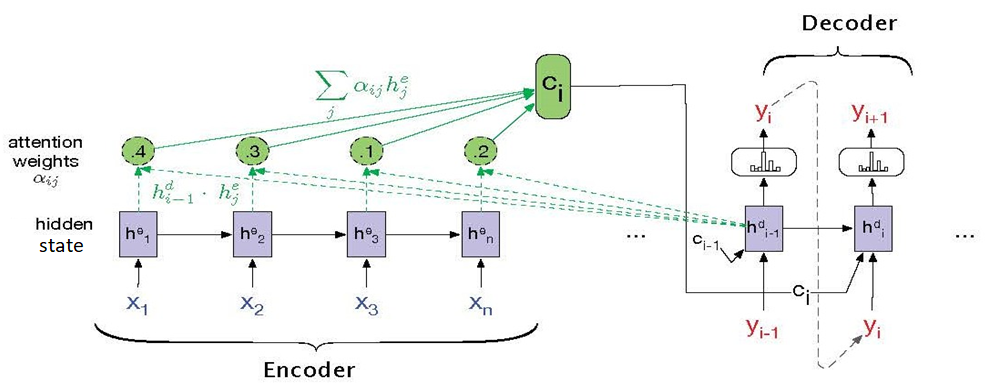 Decoder
∑_j α_ij h^e_j
c_i
y_i
y_i+1
attention
weights
α_ij
.4
.3
.1
.2
h^d_i−1 · h^e_j
hidden
state
h^e_1
h^e_2
h^e_3
h^e_n
...
c_i-1
h^d_i-1
h^d_i
...
x_1
x_2
x_3
x_n
c_i
y_i-1
y_i
Encoder